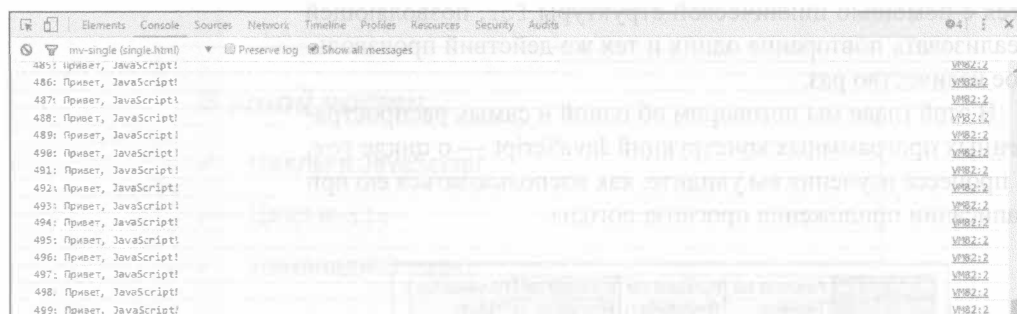 Elements Console Sources Network Timeline Profiles Resources Security Audits 4
mv-single (single.html) Preserve log Show all messages
485: Привет, JavaScript! VM82:2
486: Привет, JavaScript! VM82:2
487: Привет, JavaScript! VM82:2
488: Привет, JavaScript! VM82:2
489: Привет, JavaScript! VM82:2
490: Привет, JavaScript! VM82:2
491: Привет, JavaScript! VM82:2
492: Привет, JavaScript! VM82:2
493: Привет, JavaScript! VM82:2
494: Привет, JavaScript! VM82:2
495: Привет, JavaScript! VM82:2
496: Привет, JavaScript! VM82:2
497: Привет, JavaScript! VM82:2
498: Привет, JavaScript! VM82:2
499: Привет, JavaScript! VM82:2